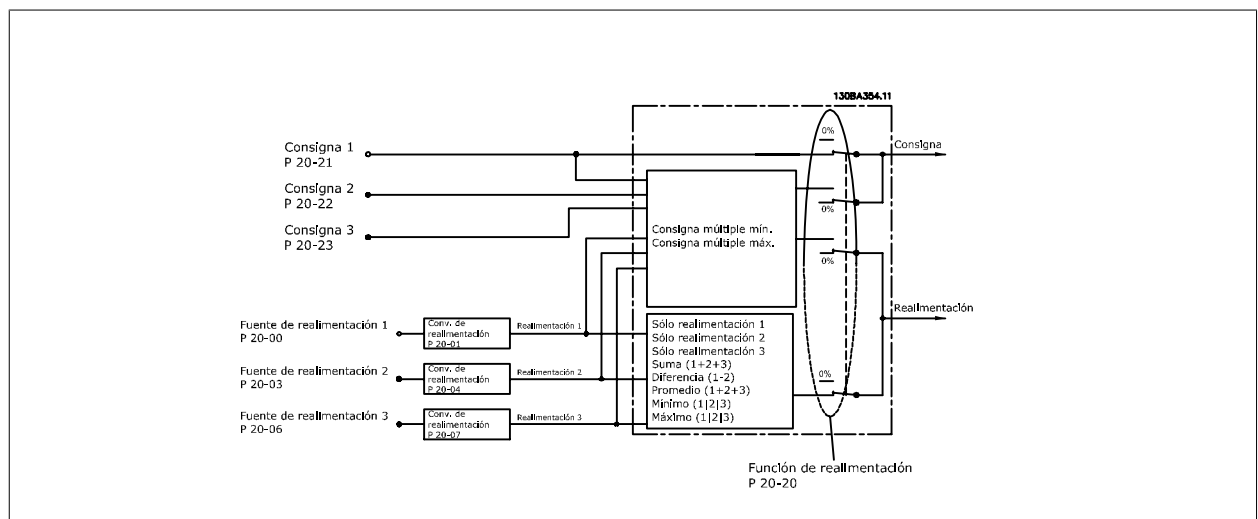 130BA354.11
Consigna 1
P 20-21
Consigna 2
P 20-22
Consigna 3
P 20-23
0%
Consigna
0%
Consigna múltiple mín.
Consigna múltiple máx.
0%
Realimentación
Fuente de realimentación 1
P 20-00
Conv. de
realimentación
P 20-01
Realimentación 1
Fuente de realimentación 2
P 20-03
Conv. de
realimentación
P 20-04
Realimentación 2
Fuente de realimentación 3
P 20-06
Conv. de
realimentación
P 20-07
Realimentación 3
Sólo realimentación 1
Sólo realimentación 2
Sólo realimentación 3
Suma (1+2+3)
Diferencia (1-2)
Promedio (1+2+3)
Mínimo (1|2|3)
Máximo (1|2|3)
0%
Función de realimentación
P 20-20